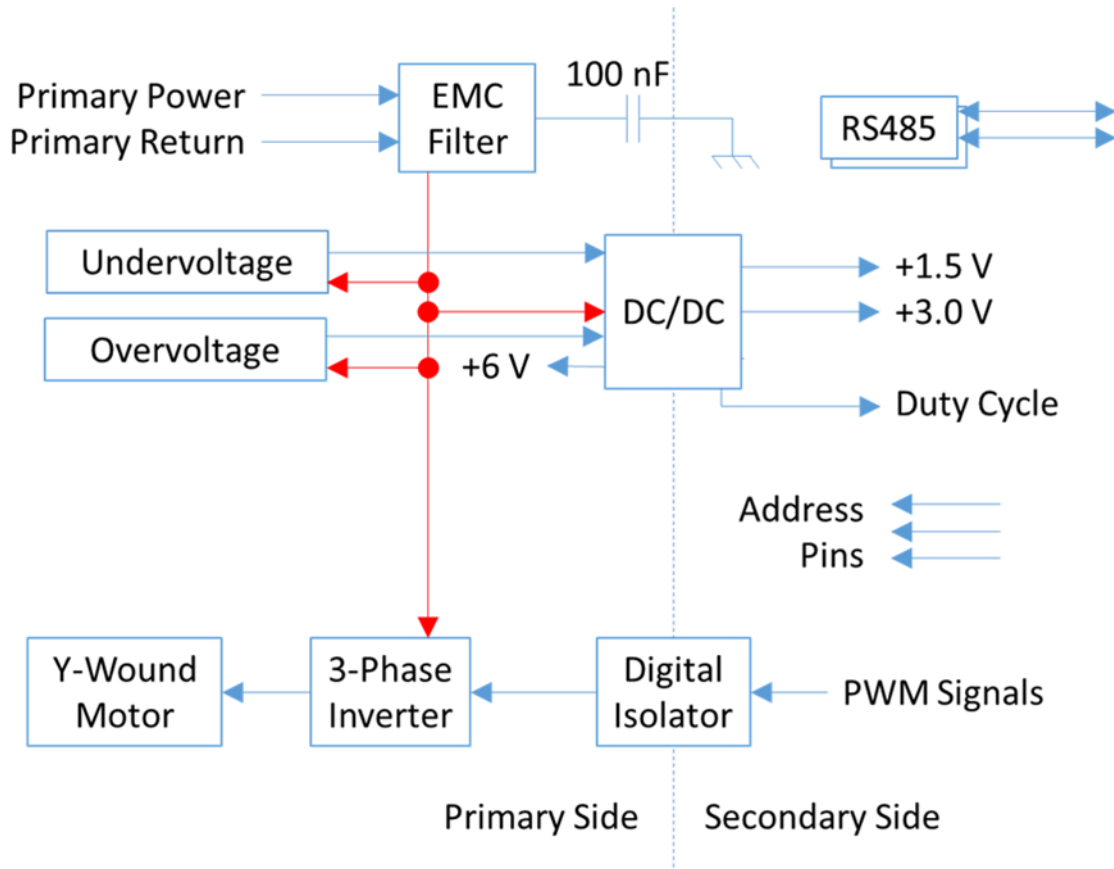 100 nF
Primary Power
Primary Return
EMC
Filter
RS485
Undervoltage
Overvoltage
DC/DC
+1.5 V
+3.0 V
+6 V
Duty Cycle
Address
Pins
Y-Wound
Motor
3-Phase
Inverter
Digital
Isolator
PWM Signals
Primary Side
Secondary Side